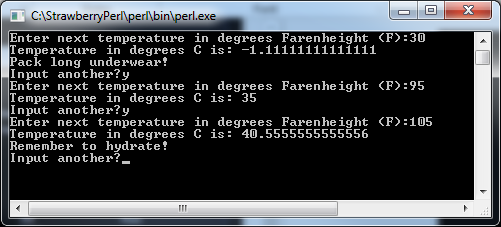 C:\StrawberryPerl\perl\bin\perl.exe
Enter next temperature in degrees Farenheight (F):30
Temperature in degrees C is: -1.11111111111111
Pack long underwear!
Input another?y
Enter next temperature in degrees Farenheight (F):95
Temperature in degrees C is: 35
Input another?y
Enter next temperature in degrees Farenheight (F):105
Temperature in degrees C is: 40.5555555555556
Remember to hydrate!
Input another?_